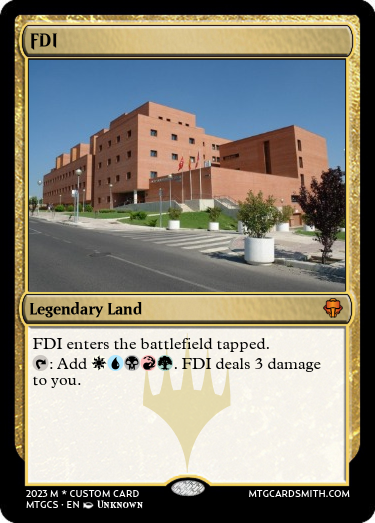 FDI
Legendary Land
FDI enters the battlefield tapped.
: Add . FDI deals 3 damage
to you.
2023 M * CUSTOM CARD
MTGCS • EN Unknown
MTGCARDSMITH.COM